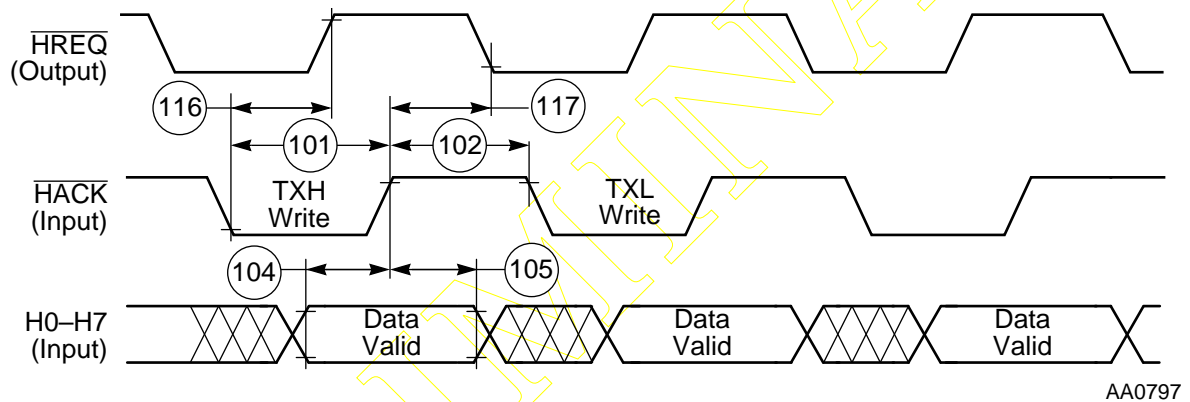 HREQ
(Output)
116
117
101
102
HACK
(Input)
TXH
Write
TXL
Write
104
105
H0–H7
(Input)
Data
Valid
Data
Valid
Data
Valid
AA0797